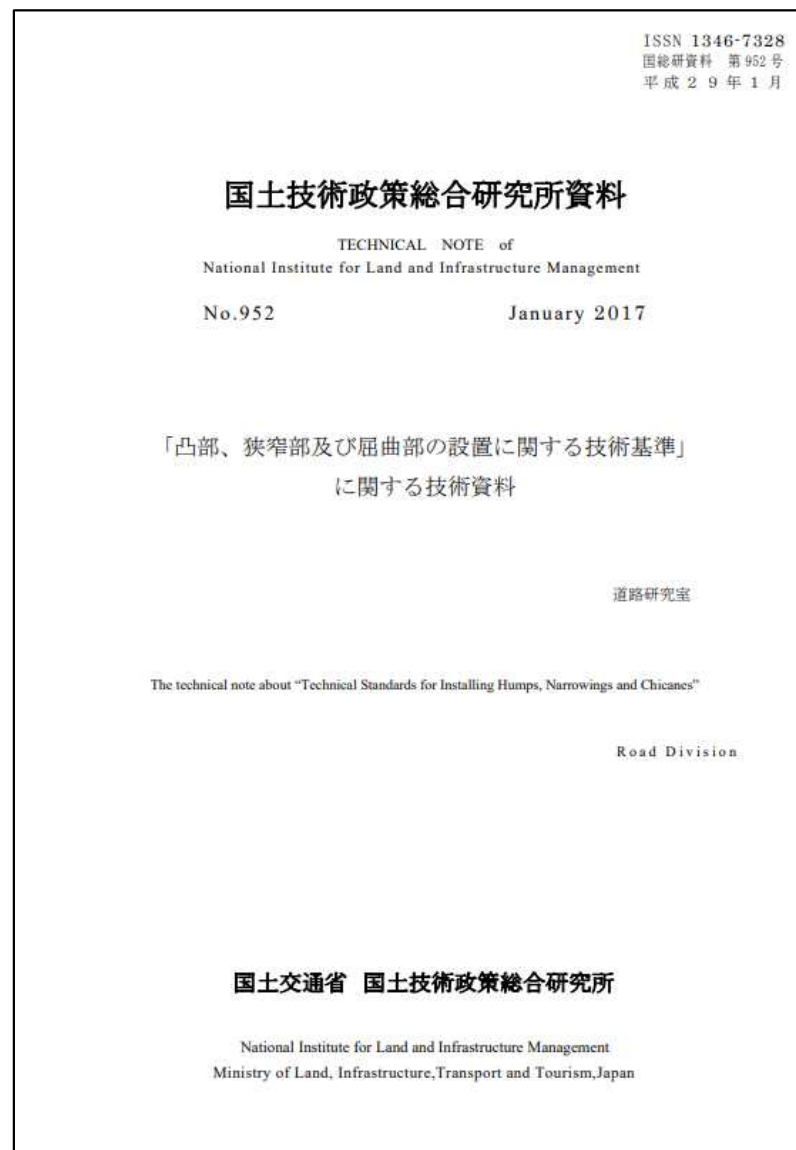 ISSN 1346-7328
国総研資料 第952号
平成29年1月
国土技術政策総合研究所資料
TECHNICAL NOTE of
National Institute for Land and Infrastructure Management
No.952 January 2017
「凸部、狭窄部及び屈曲部の設置に関する技術基準」
に関する技術資料
道路研究室
The technical note about “Technical Standards for Installing Humps, Narrowings and Chicanes”
Road Division
国土交通省 国土技術政策総合研究所
National Institute for Land and Infrastructure Management
Ministry of Land, Infrastructure,Transport and Tourism,Japan